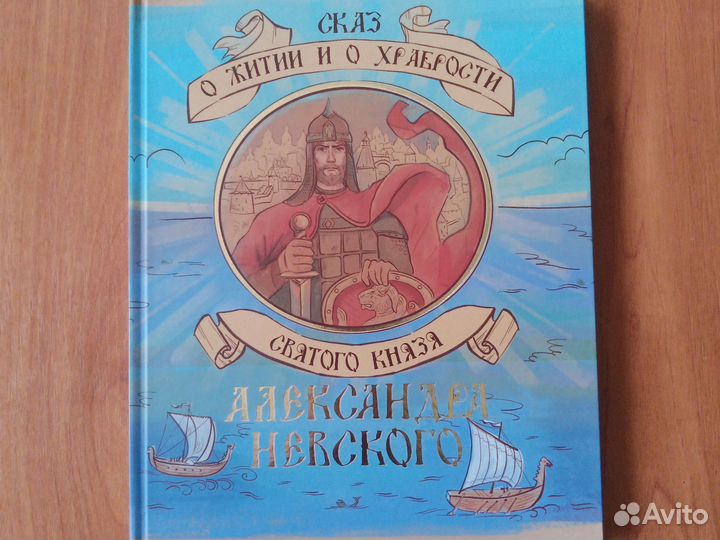 СКАЗ
О ЖИТИИ И О ХРАБРОСТИ
СВЯТОГО КНЯЗЯ
АЛЕКСАНДРА
НЕВСКОГО
Avito